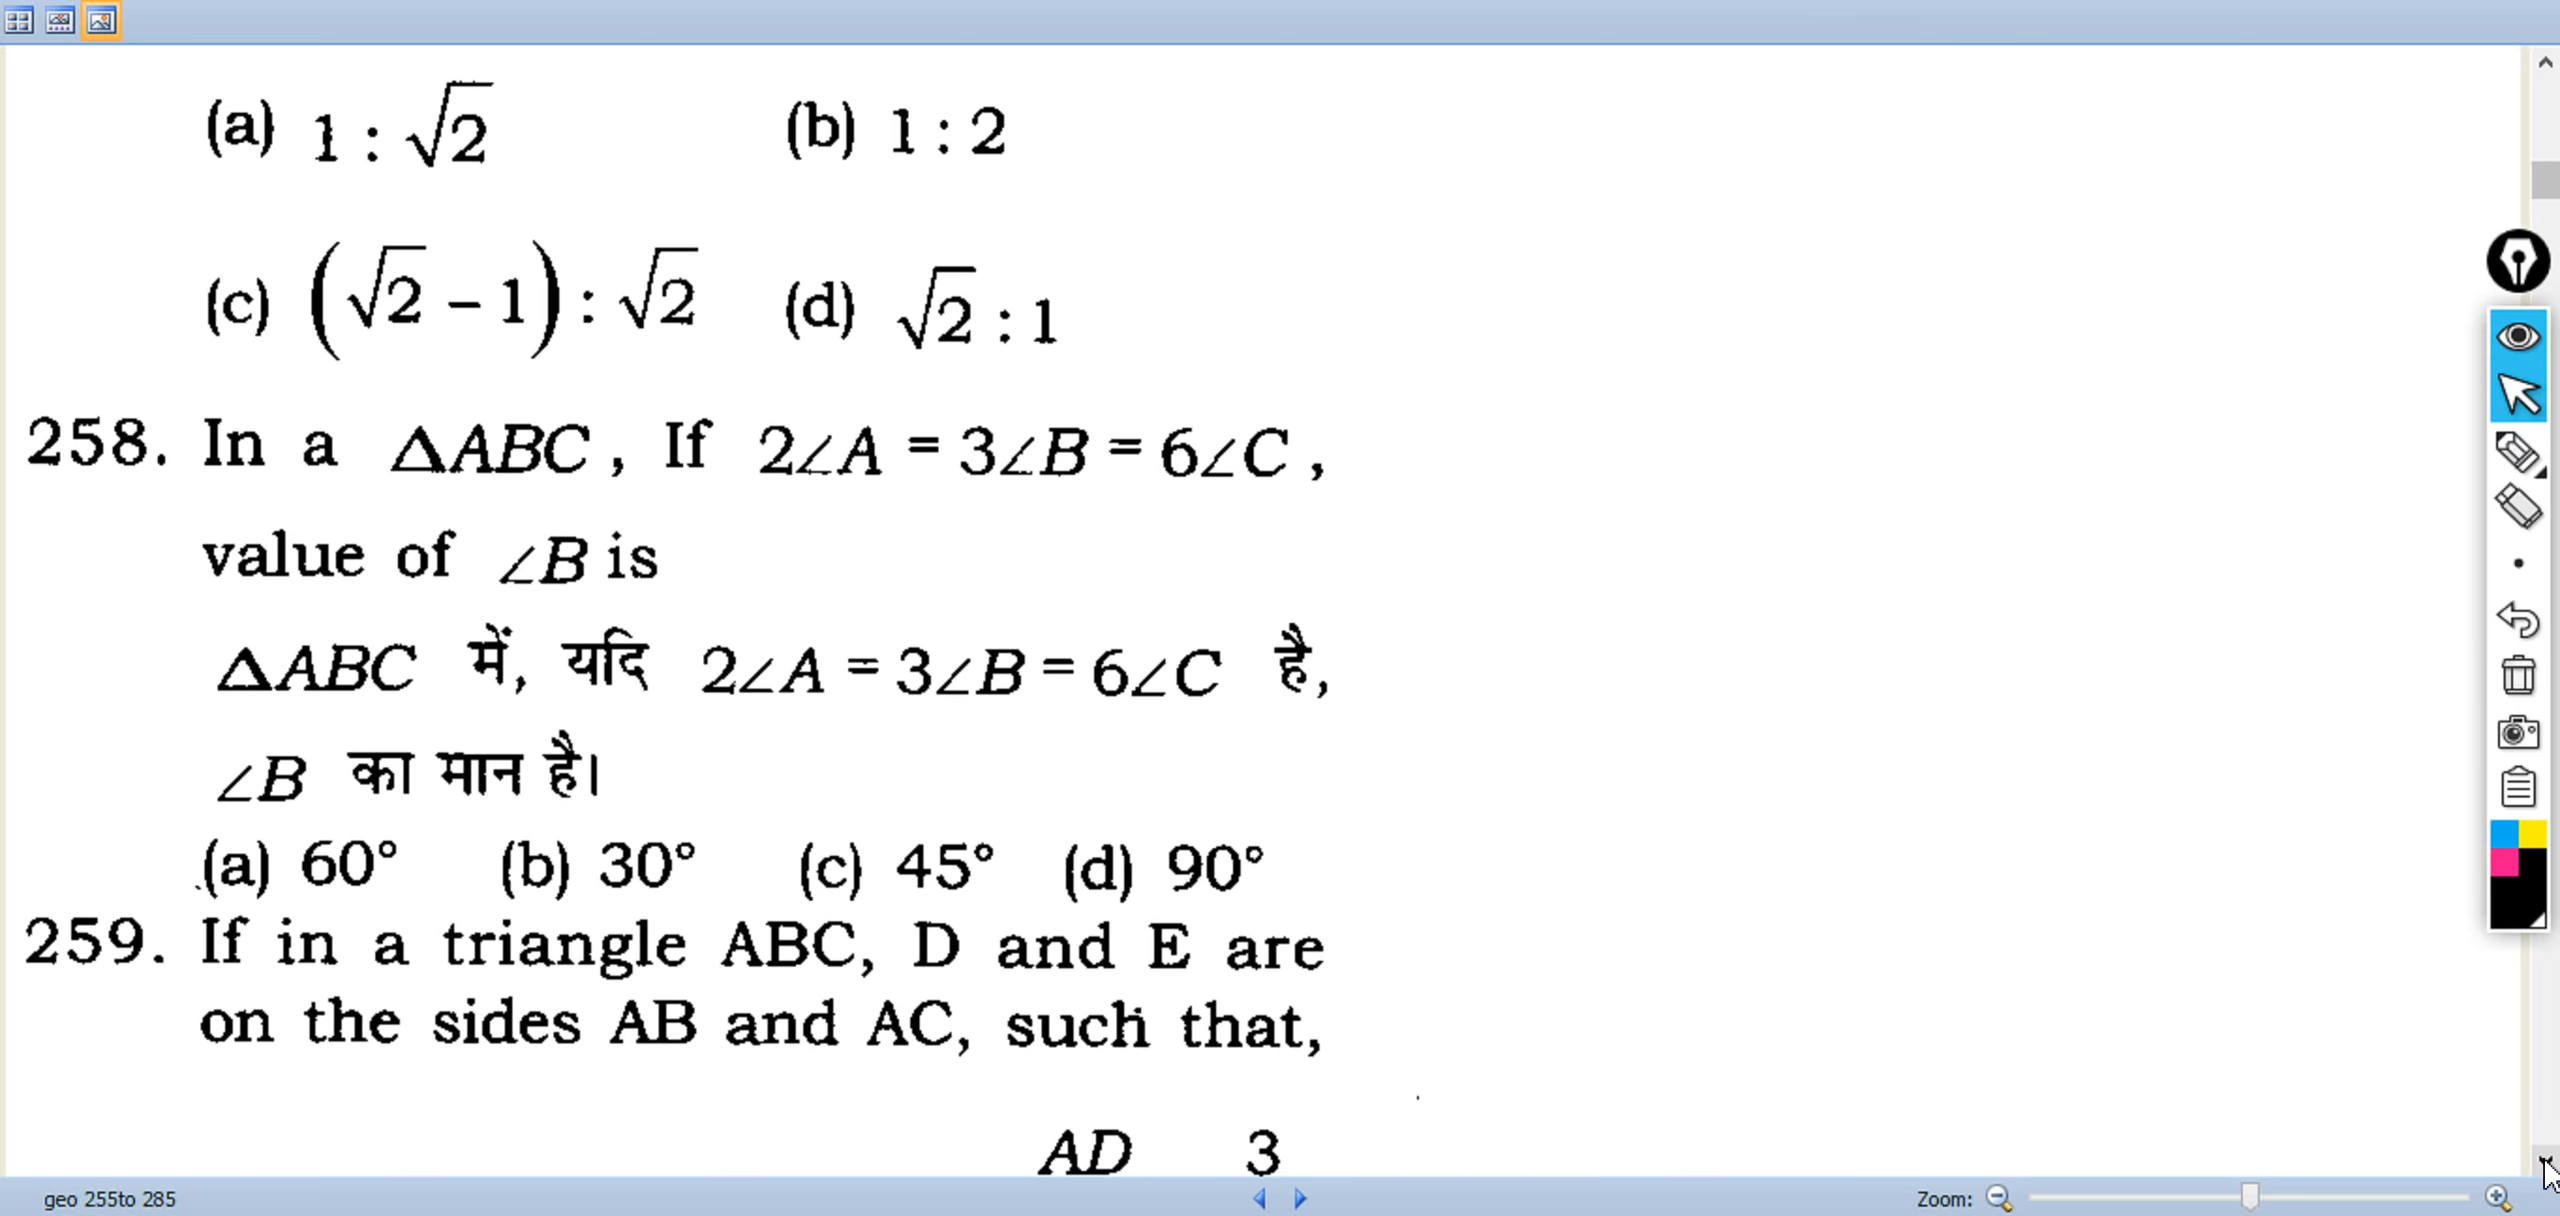 (a) 1 : √2 (b) 1 : 2
(c) (√2 – 1) : √2 (d) √2 : 1
258. In a ΔABC, If 2∠A = 3∠B = 6∠C,
value of ∠B is
ΔABC में, यदि 2∠A = 3∠B = 6∠C है,
∠B का मान है।
(a) 60° (b) 30° (c) 45° (d) 90°
259. If in a triangle ABC, D and E are
on the sides AB and AC, such that,
AD 3
geo 255to 285 Zoom: